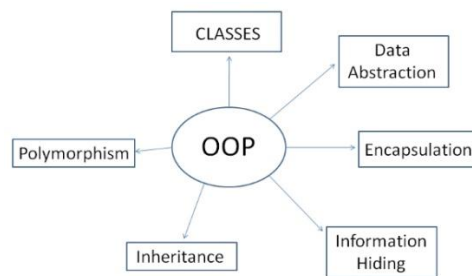 CLASSES
Data
Abstraction
OOP
Polymorphism
Encapsulation
Inheritance
Information
Hiding